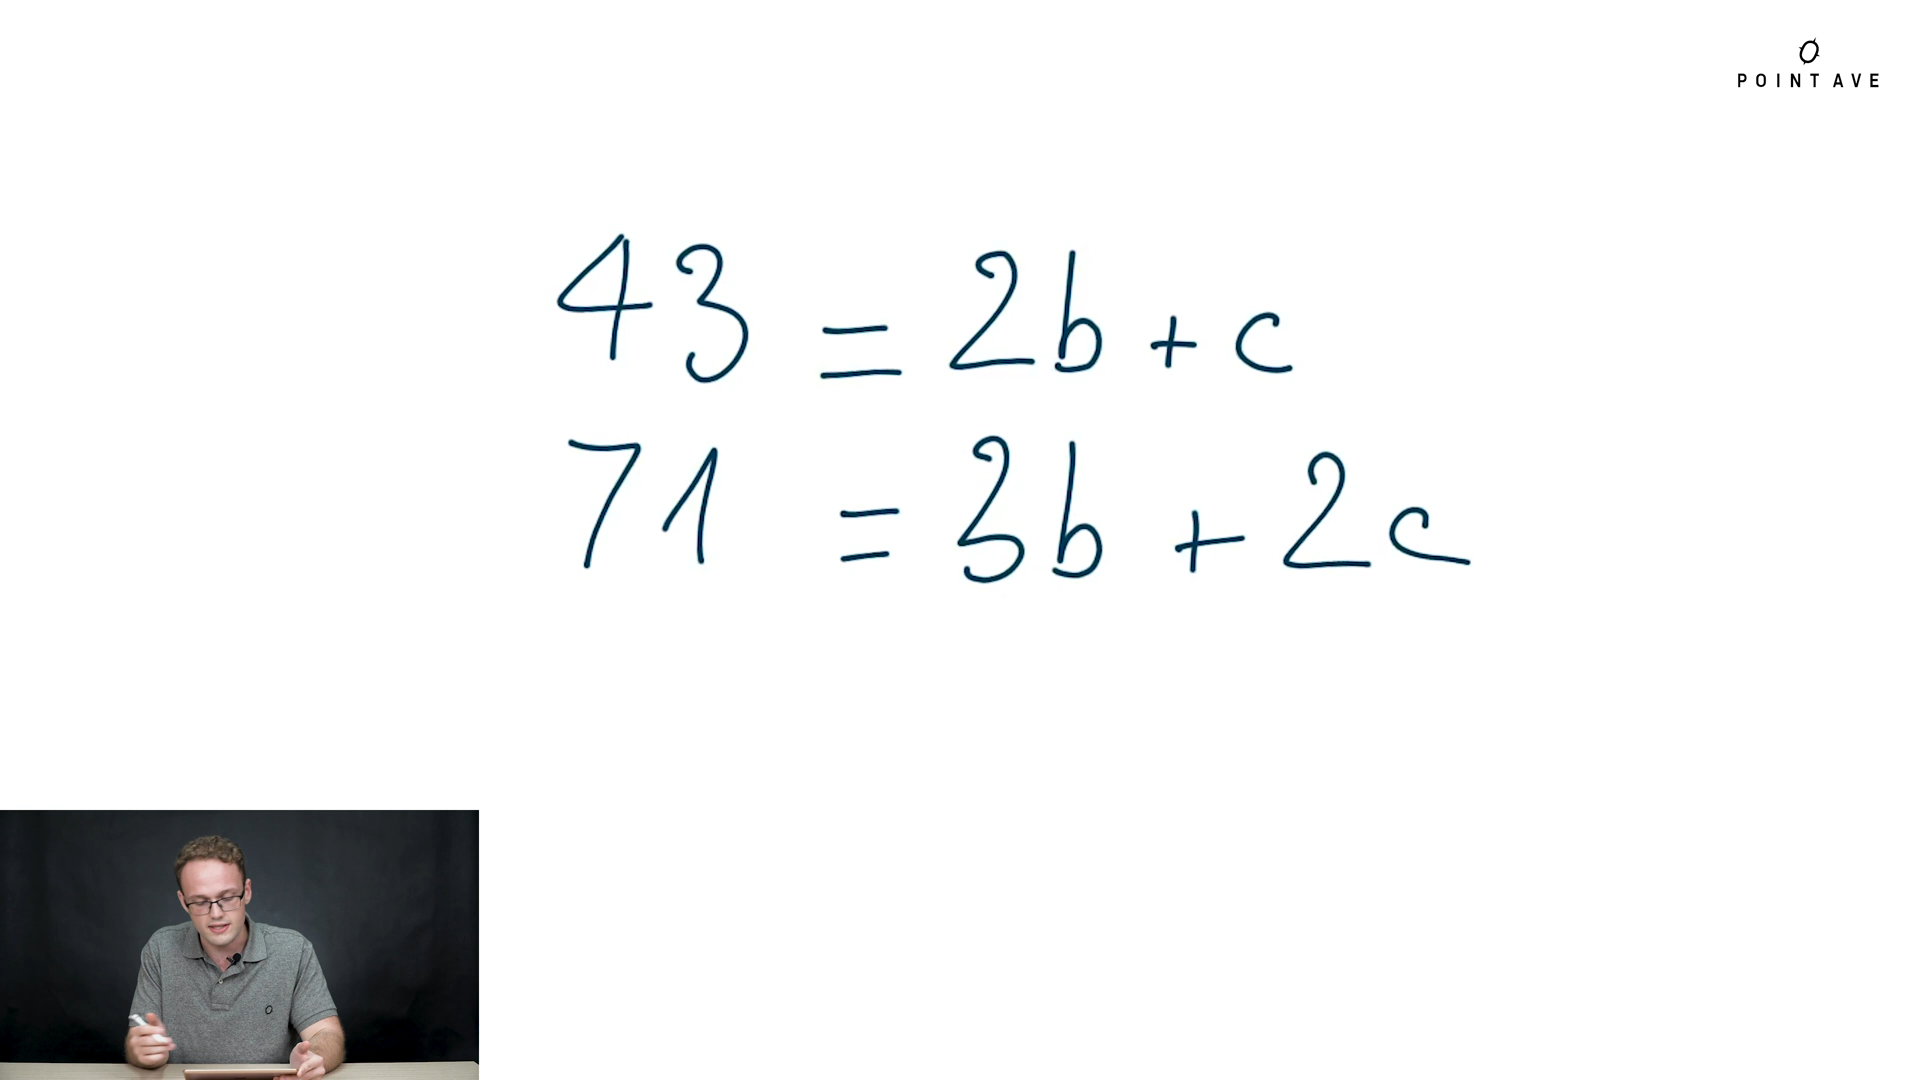 POINT AVE
43 = 2b + c
71 = 3b + 2c